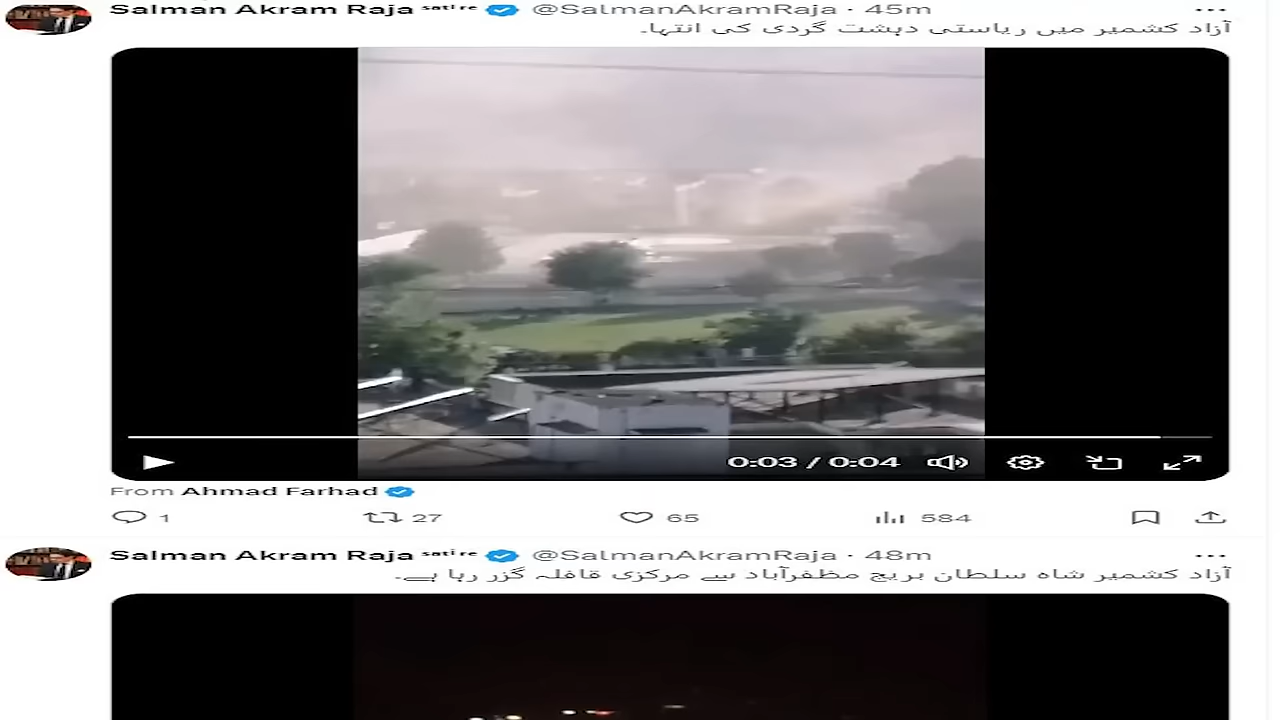 Salman Akram Raja ˢᵃᵗⁱʳᵉ @SalmanAkramRaja · 45m
آزاد کشمیر میں ریاستی دہشت گردی کی انتہا۔
0:03 / 0:04
From Ahmad Farhad
1 27 65 584
Salman Akram Raja ˢᵃᵗⁱʳᵉ @SalmanAkramRaja · 48m
آزاد کشمیر شاہ سلطان بریج مظفرآباد سے مرکزی قافلہ گزر رہا ہے۔